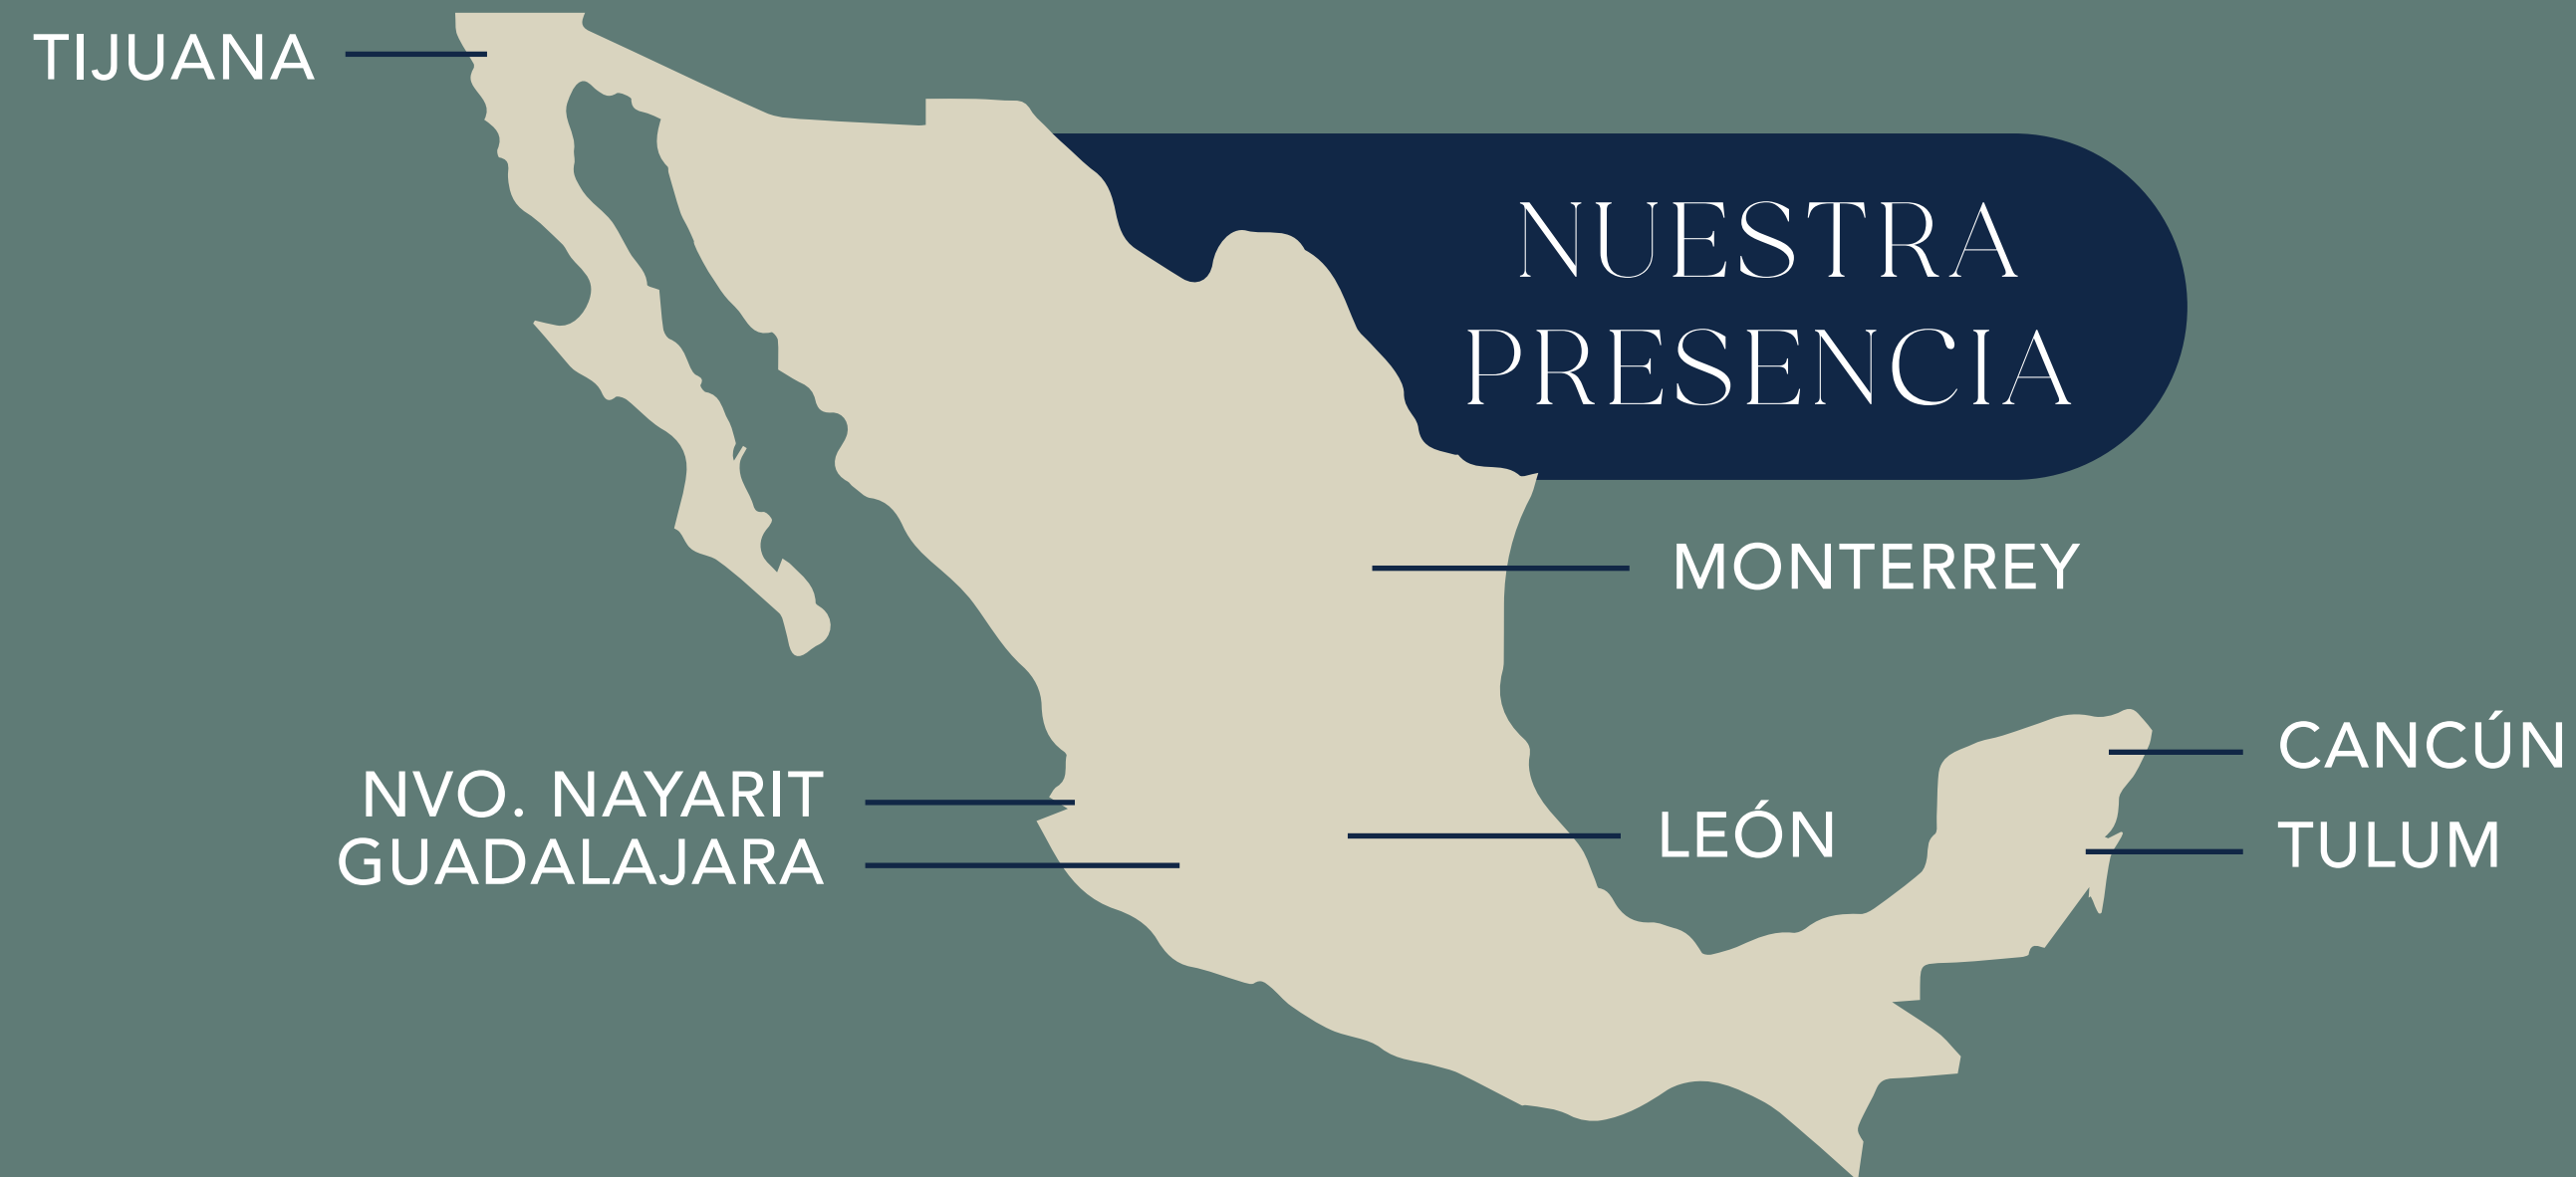 TIJUANA
NUESTRA
PRESENCIA
MONTERREY
CANCÚN
NVO. NAYARIT
LEÓN
TULUM
GUADALAJARA